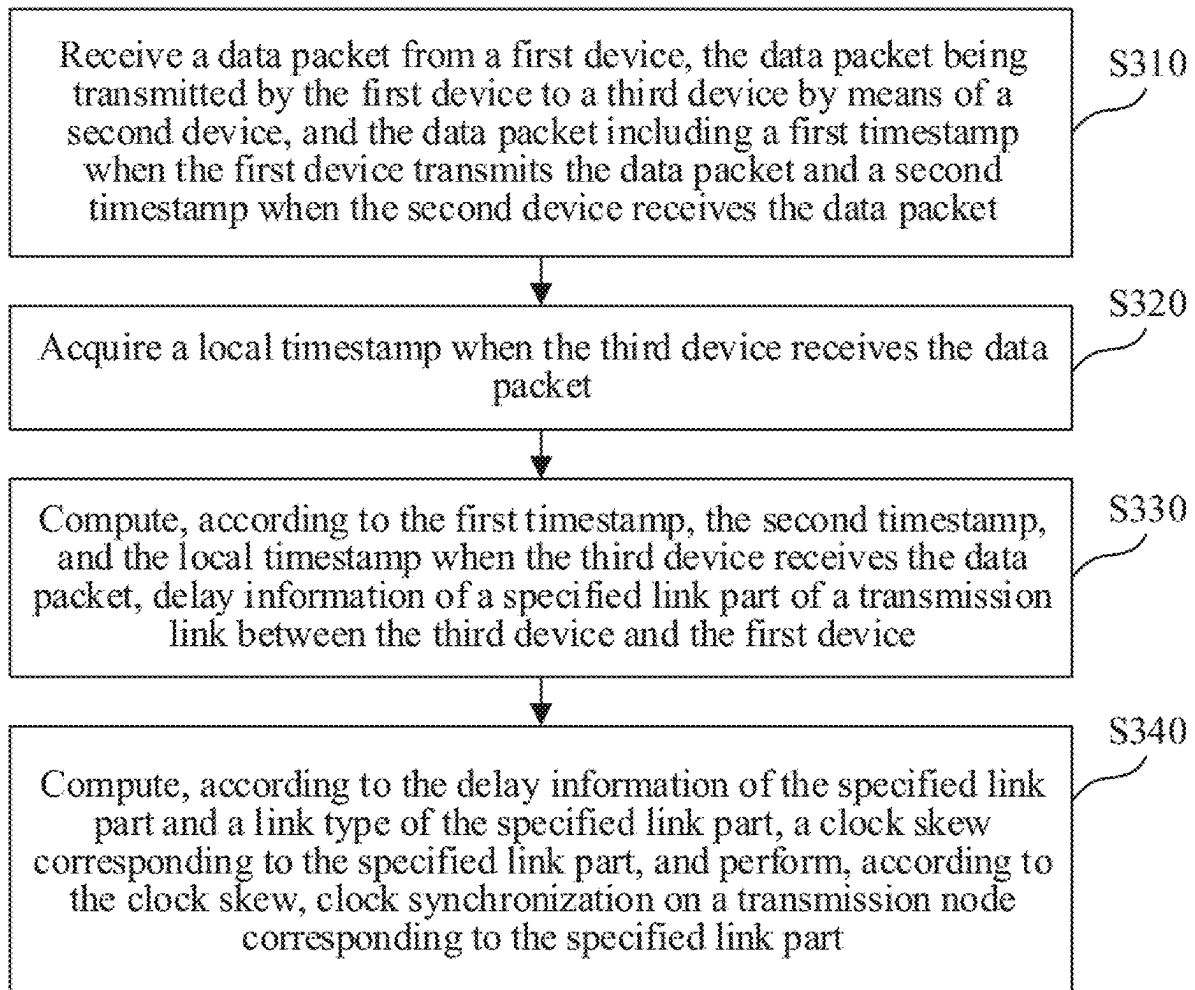 Receive a data packet from a first device, the data packet being
transmitted by the first device to a third device by means of a
second device, and the data packet including a first timestamp
when the first device transmits the data packet and a second
timestamp when the second device receives the data packet
S310
Acquire a local timestamp when the third device receives the data
packet
S320
Compute, according to the first timestamp, the second timestamp,
and the local timestamp when the third device receives the data
packet, delay information of a specified link part of a transmission
link between the third device and the first device
S330
Compute, according to the delay information of the specified link
part and a link type of the specified link part, a clock skew
corresponding to the specified link part, and perform, according to
the clock skew, clock synchronization on a transmission node
corresponding to the specified link part
S340